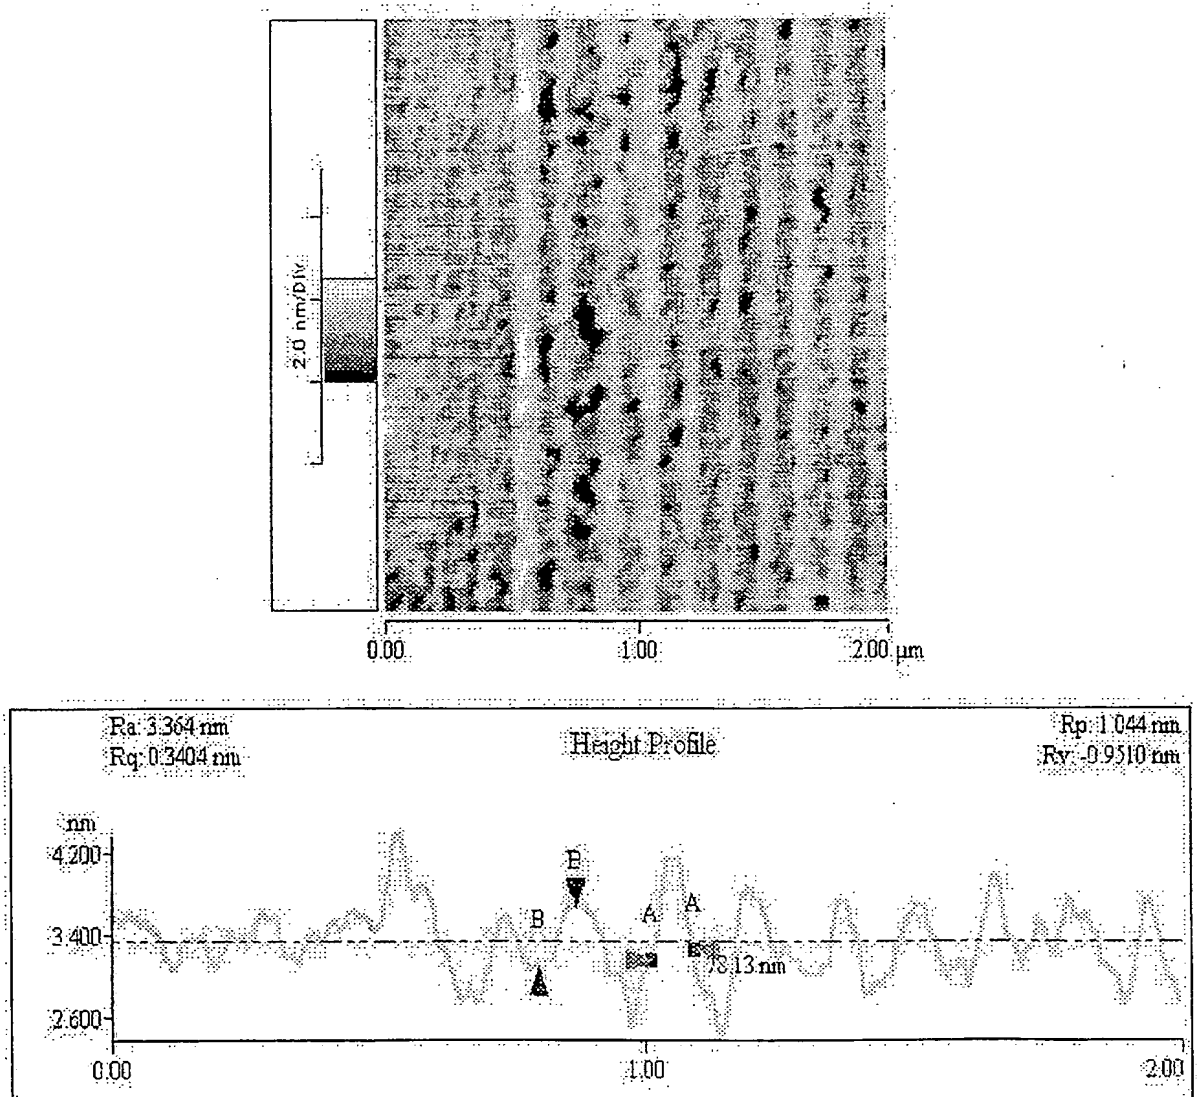 2.0 nm/Div
0.00 1.00 2.00 µm
Ra: 3.364 nm
Rq: 0.3404 nm
Height Profile
Rp: 1.044 nm
Rv: -0.9510 nm
nm
4.200
B
B A A
3.400
78.13 nm
2.600
0.00 1.00 2.00